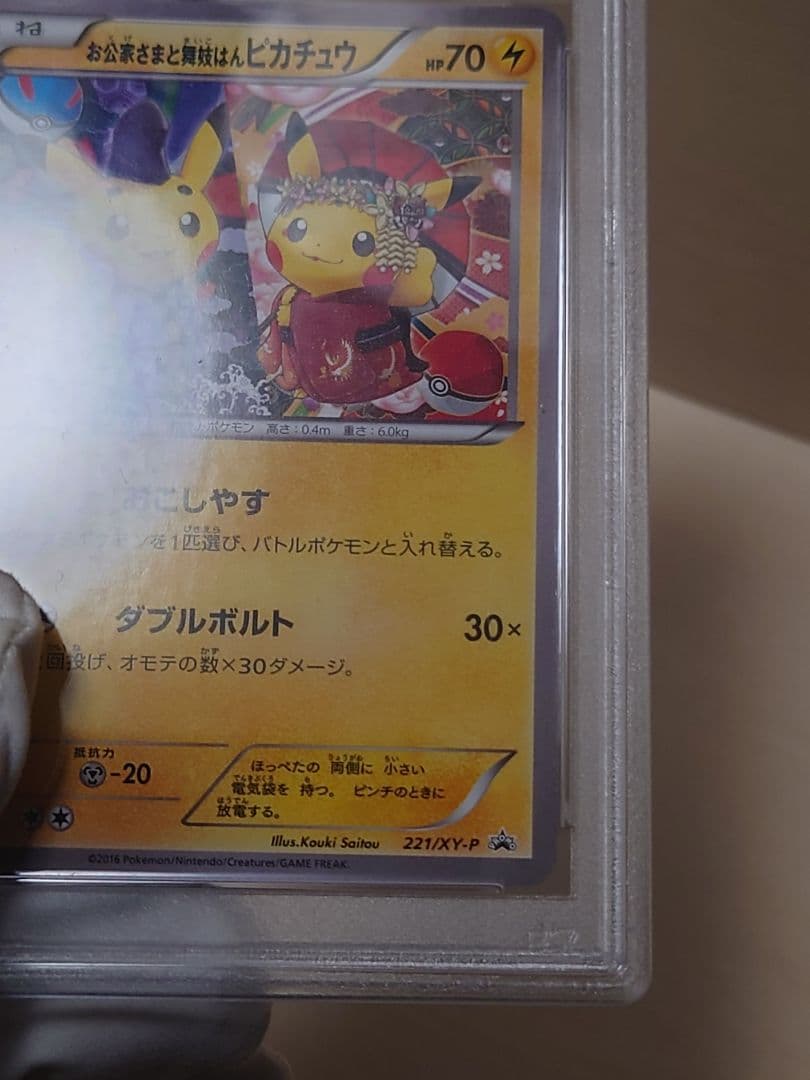 ね
お公家さまと舞妓はんピカチュウ HP70
ポケモン 高さ：0.4m 重さ：6.0kg
おこしやす
を1匹選び、バトルポケモンと入れ替える。
ダブルボルト 30×
回投げ、オモテの数×30ダメージ。
抵抗力
-20
ほっぺたの 両側に 小さい
電気袋を 持つ。 ピンチのときに
放電する。
Illus.Kouki Saitou 221/XY-P
©2016 Pokémon/Nintendo/Creatures/GAME FREAK.